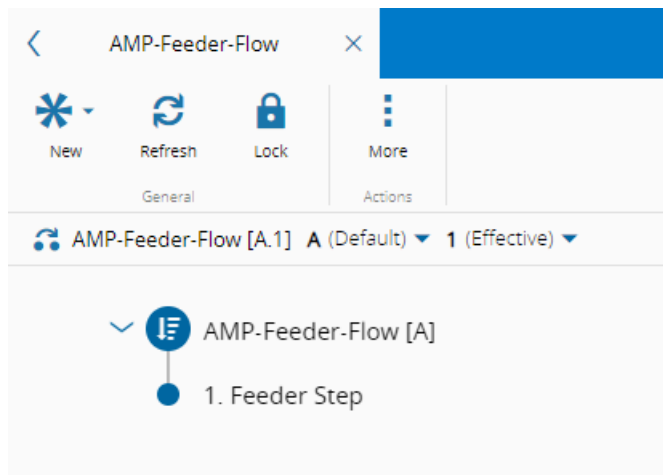 AMP-Feeder-Flow
New Refresh Lock More
General Actions
AMP-Feeder-Flow [A.1] A (Default) 1 (Effective)
AMP-Feeder-Flow [A]
1. Feeder Step